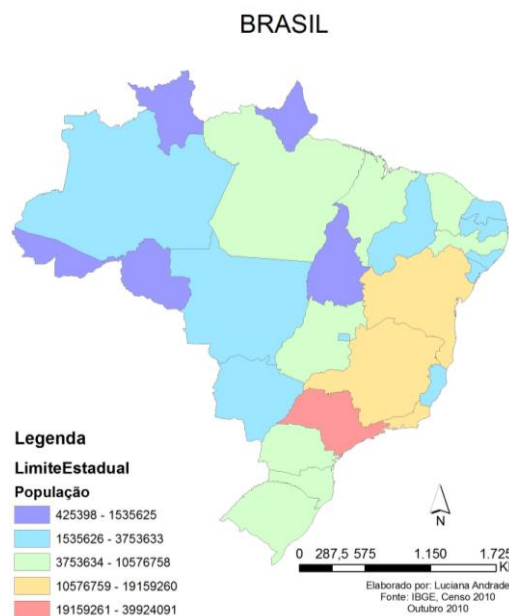 BRASIL
Legenda
LimiteEstadual
População
425398 - 1535625
1535626 - 3753633
3753634 - 10576758
10576759 - 19159260
19159261 - 39924091
N
0 287,5 575 1.150 1.725
Elaborado por: Luciana Andrade
Fonte: IBGE, Censo 2010
Outubro 2010